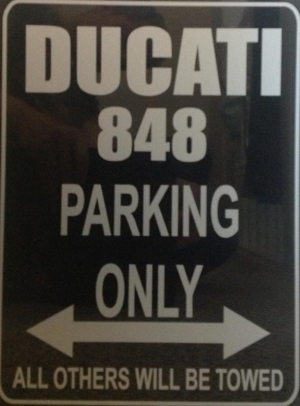 DUCATI
848
PARKING
ONLY
ALL OTHERS WILL BE TOWED